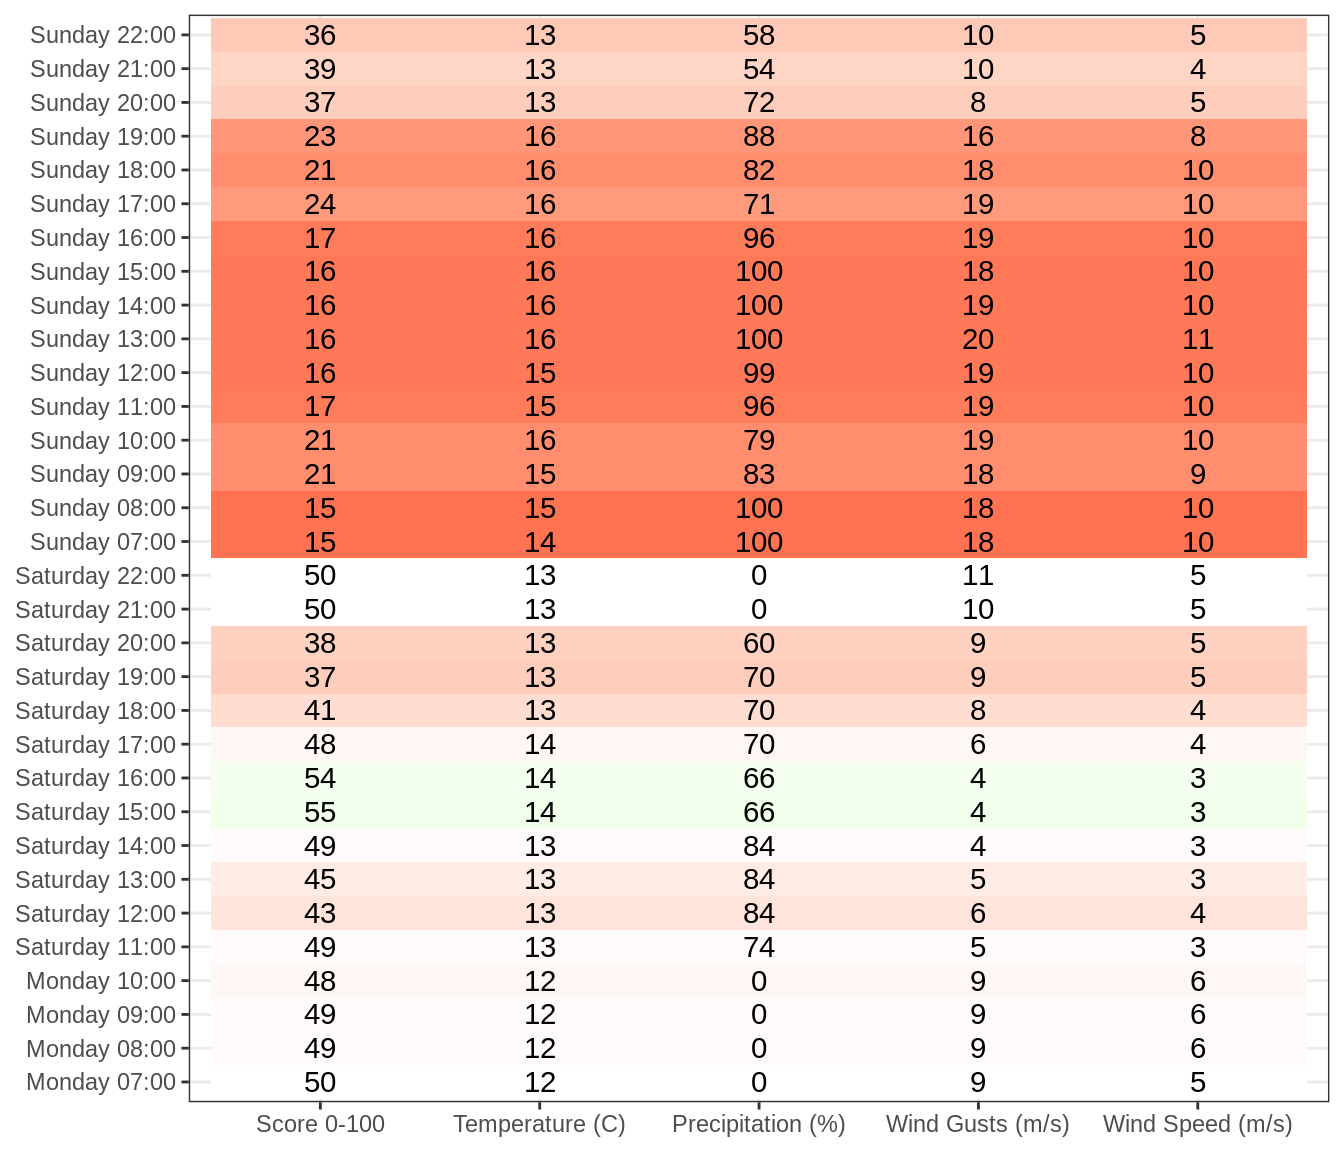 Sunday 22:00 36 13 58 10 5
Sunday 21:00 39 13 54 10 4
Sunday 20:00 37 13 72 8 5
Sunday 19:00 23 16 88 16 8
Sunday 18:00 21 16 82 18 10
Sunday 17:00 24 16 71 19 10
Sunday 16:00 17 16 96 19 10
Sunday 15:00 16 16 100 18 10
Sunday 14:00 16 16 100 19 10
Sunday 13:00 16 16 100 20 11
Sunday 12:00 16 15 99 19 10
Sunday 11:00 17 15 96 19 10
Sunday 10:00 21 16 79 19 10
Sunday 09:00 21 15 83 18 9
Sunday 08:00 15 15 100 18 10
Sunday 07:00 15 14 100 18 10
Saturday 22:00 50 13 0 11 5
Saturday 21:00 50 13 0 10 5
Saturday 20:00 38 13 60 9 5
Saturday 19:00 37 13 70 9 5
Saturday 18:00 41 13 70 8 4
Saturday 17:00 48 14 70 6 4
Saturday 16:00 54 14 66 4 3
Saturday 15:00 55 14 66 4 3
Saturday 14:00 49 13 84 4 3
Saturday 13:00 45 13 84 5 3
Saturday 12:00 43 13 84 6 4
Saturday 11:00 49 13 74 5 3
Monday 10:00 48 12 0 9 6
Monday 09:00 49 12 0 9 6
Monday 08:00 49 12 0 9 6
Monday 07:00 50 12 0 9 5
Score 0-100 Temperature (C) Precipitation (%) Wind Gusts (m/s) Wind Speed (m/s)